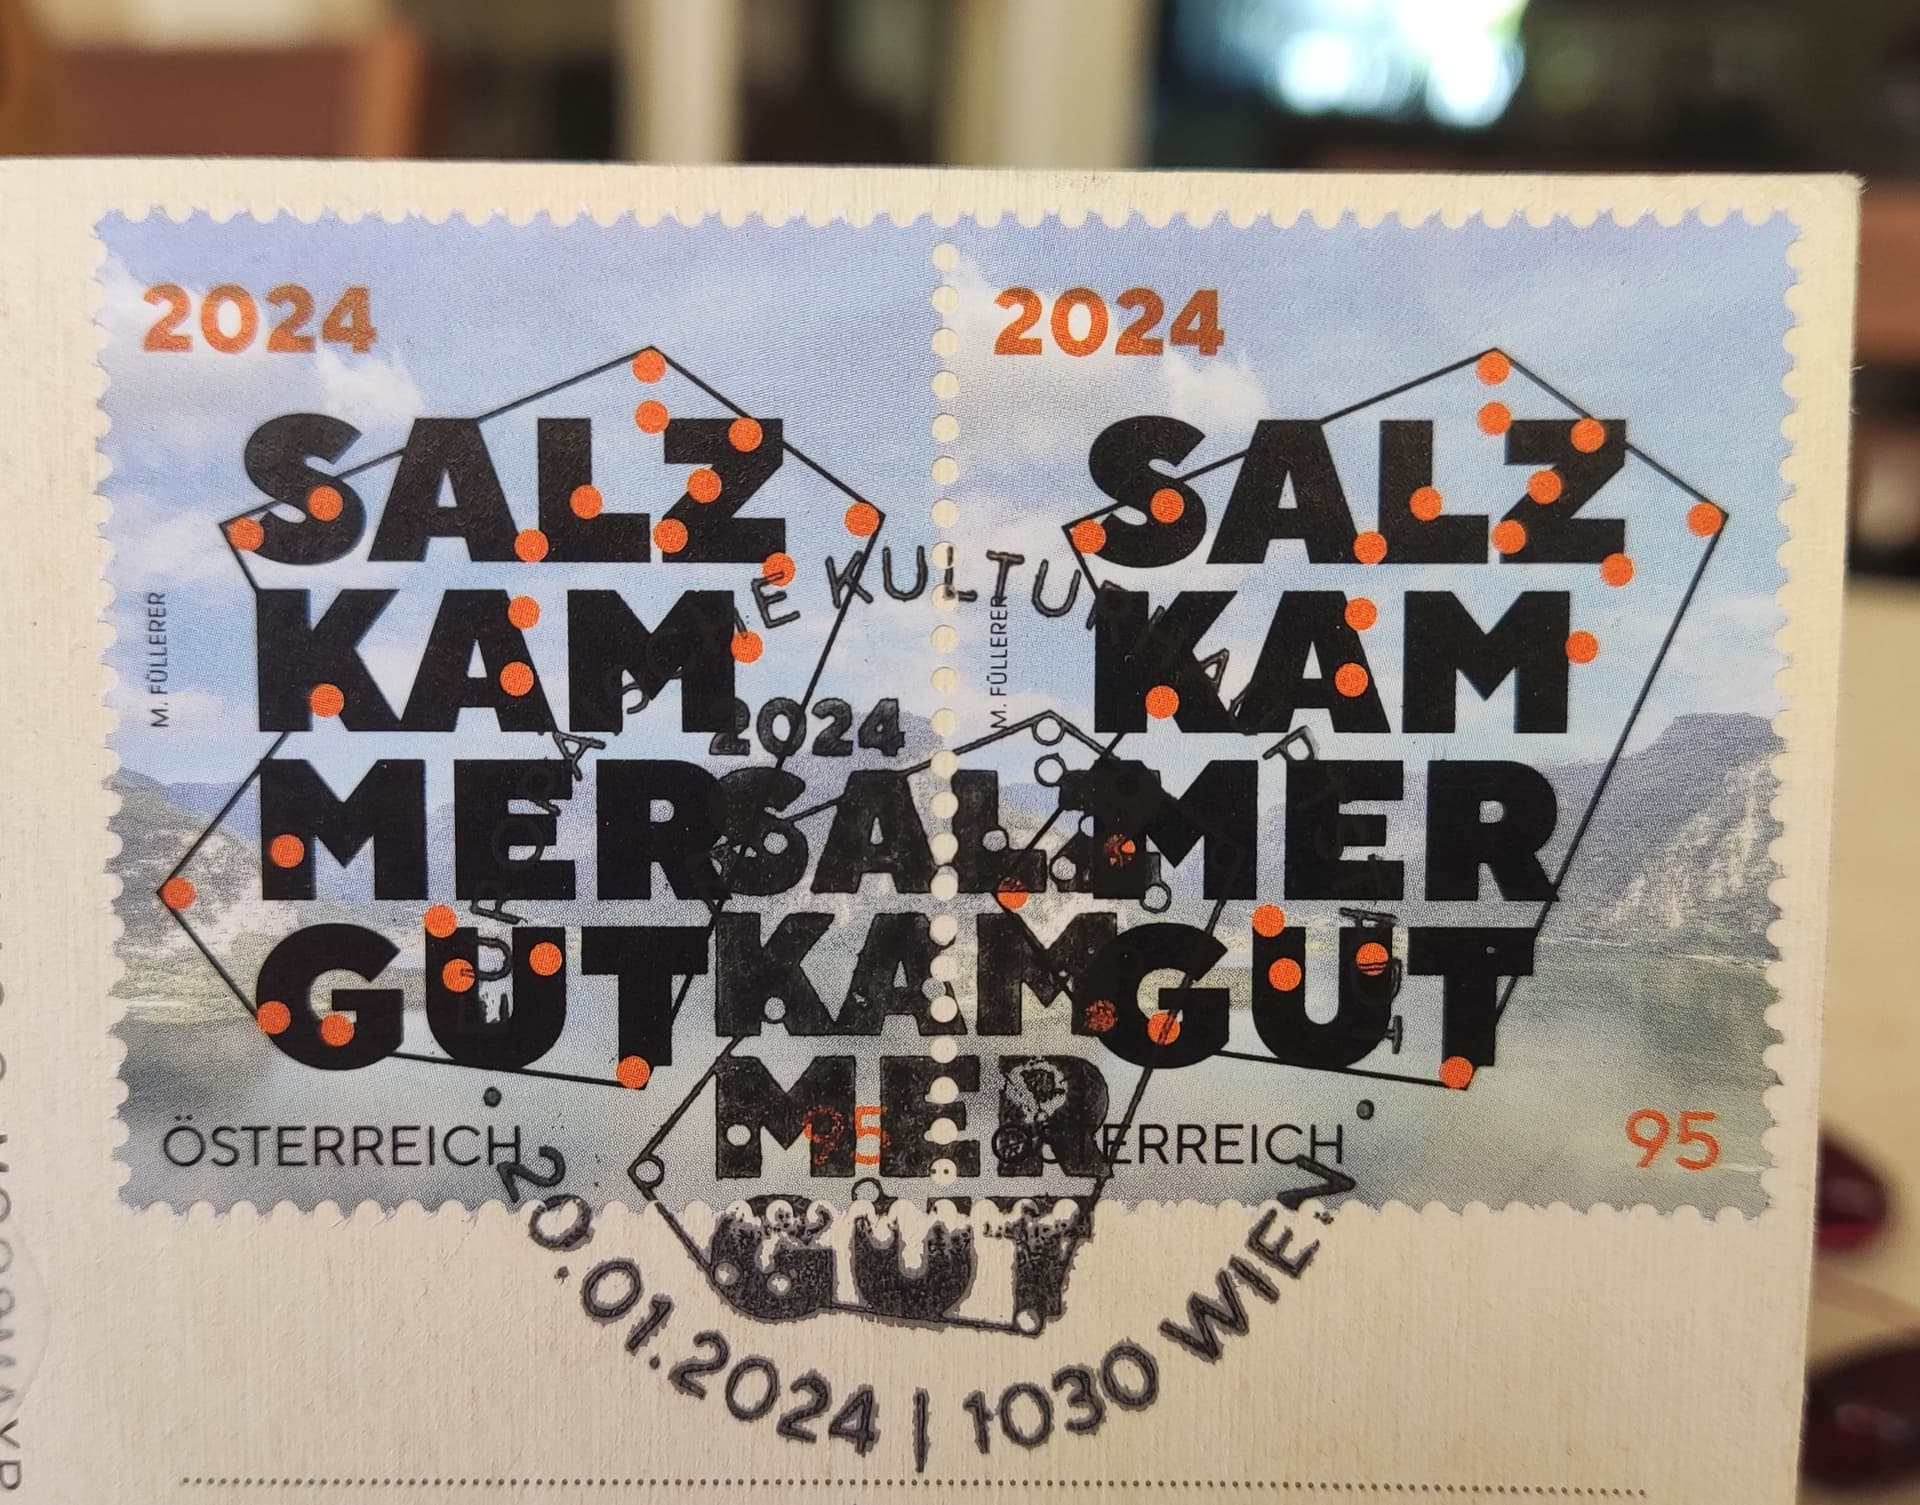 2024
SALZ
KAM
MER
GUT
M. FÜLLERER
ÖSTERREICH
95
2024
SALZ
KAM
MER
GUT
M. FÜLLERER
ÖSTERREICH
95
EUROPÄISCHE KULTURHAUPTSTADT
2024
SALZ
KAM
MER
GUT
20.01.2024 | 1030 WIEN